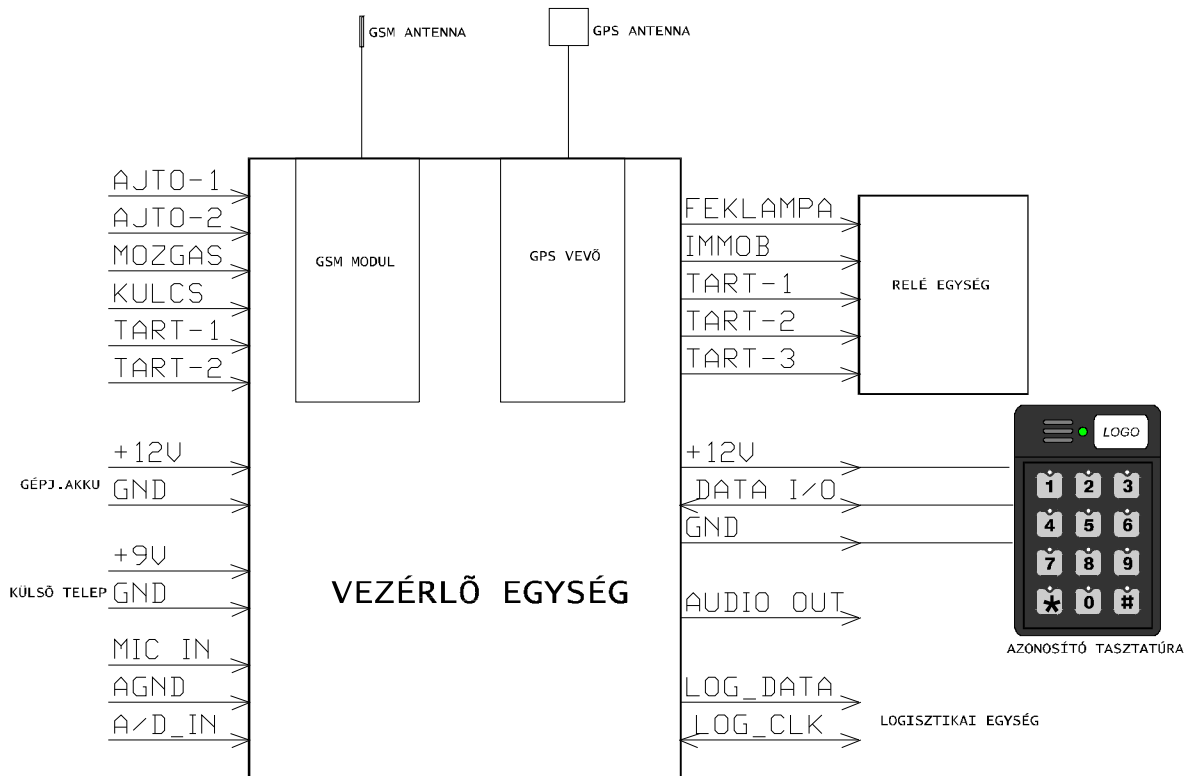 GSM ANTENNA
GPS ANTENNA
AJTO-1
AJTO-2
MOZGAS
KULCS
TART-1
TART-2
GSM MODUL
GPS VEVÕ
FEKLAMPA
IMMOB
TART-1
TART-2
TART-3
RELÉ EGYSÉG
GÉPJ.AKKU
+12V
GND
KÜLSÕ TELEP
+9V
GND
MIC IN
AGND
A/D_IN
VEZÉRLÕ EGYSÉG
+12V
DATA I/O
GND
AUDIO OUT
LOG_DATA
LOG_CLK
LOGISZTIKAI EGYSÉG
LOGO
1 2 3
4 5 6
7 8 9
* 0 #
AZONOSÍTÓ TASZTATÚRA